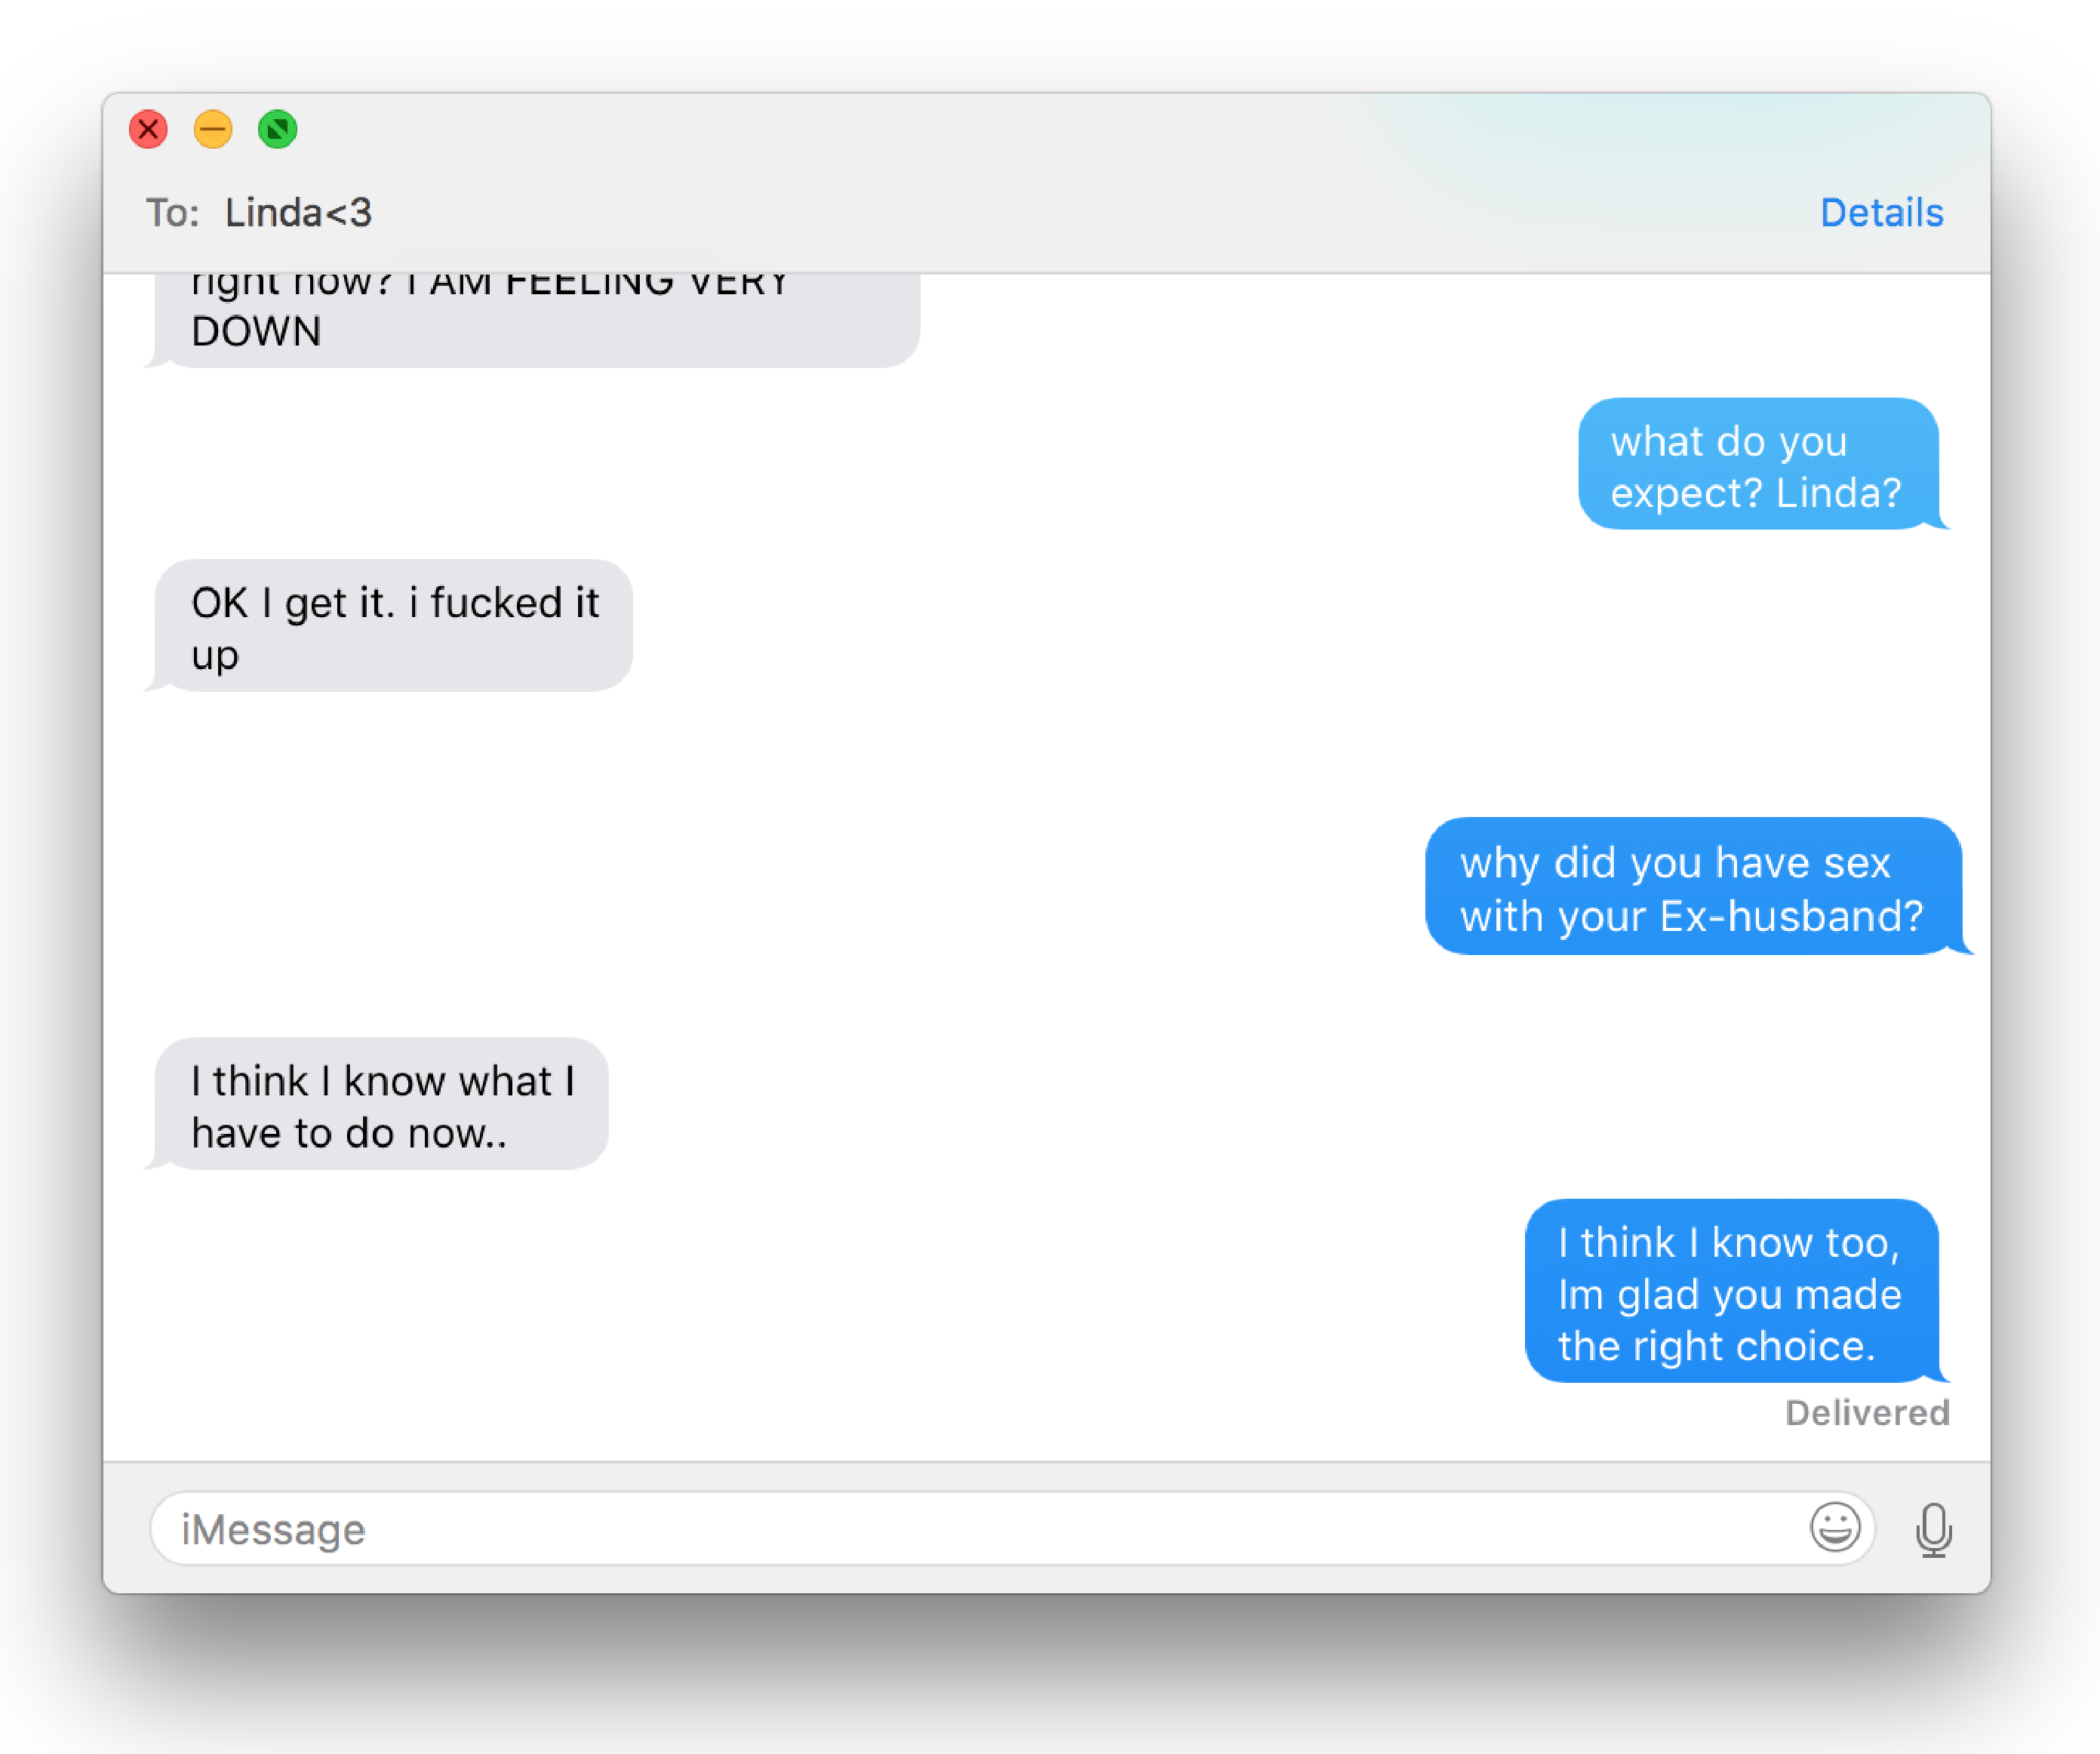 To: Linda<3
Details
right now? I AM FEELING VERY
DOWN
what do you
expect? Linda?
OK I get it. i fucked it
up
why did you have sex
with your Ex-husband?
I think I know what I
have to do now..
I think I know too,
Im glad you made
the right choice.
Delivered
iMessage